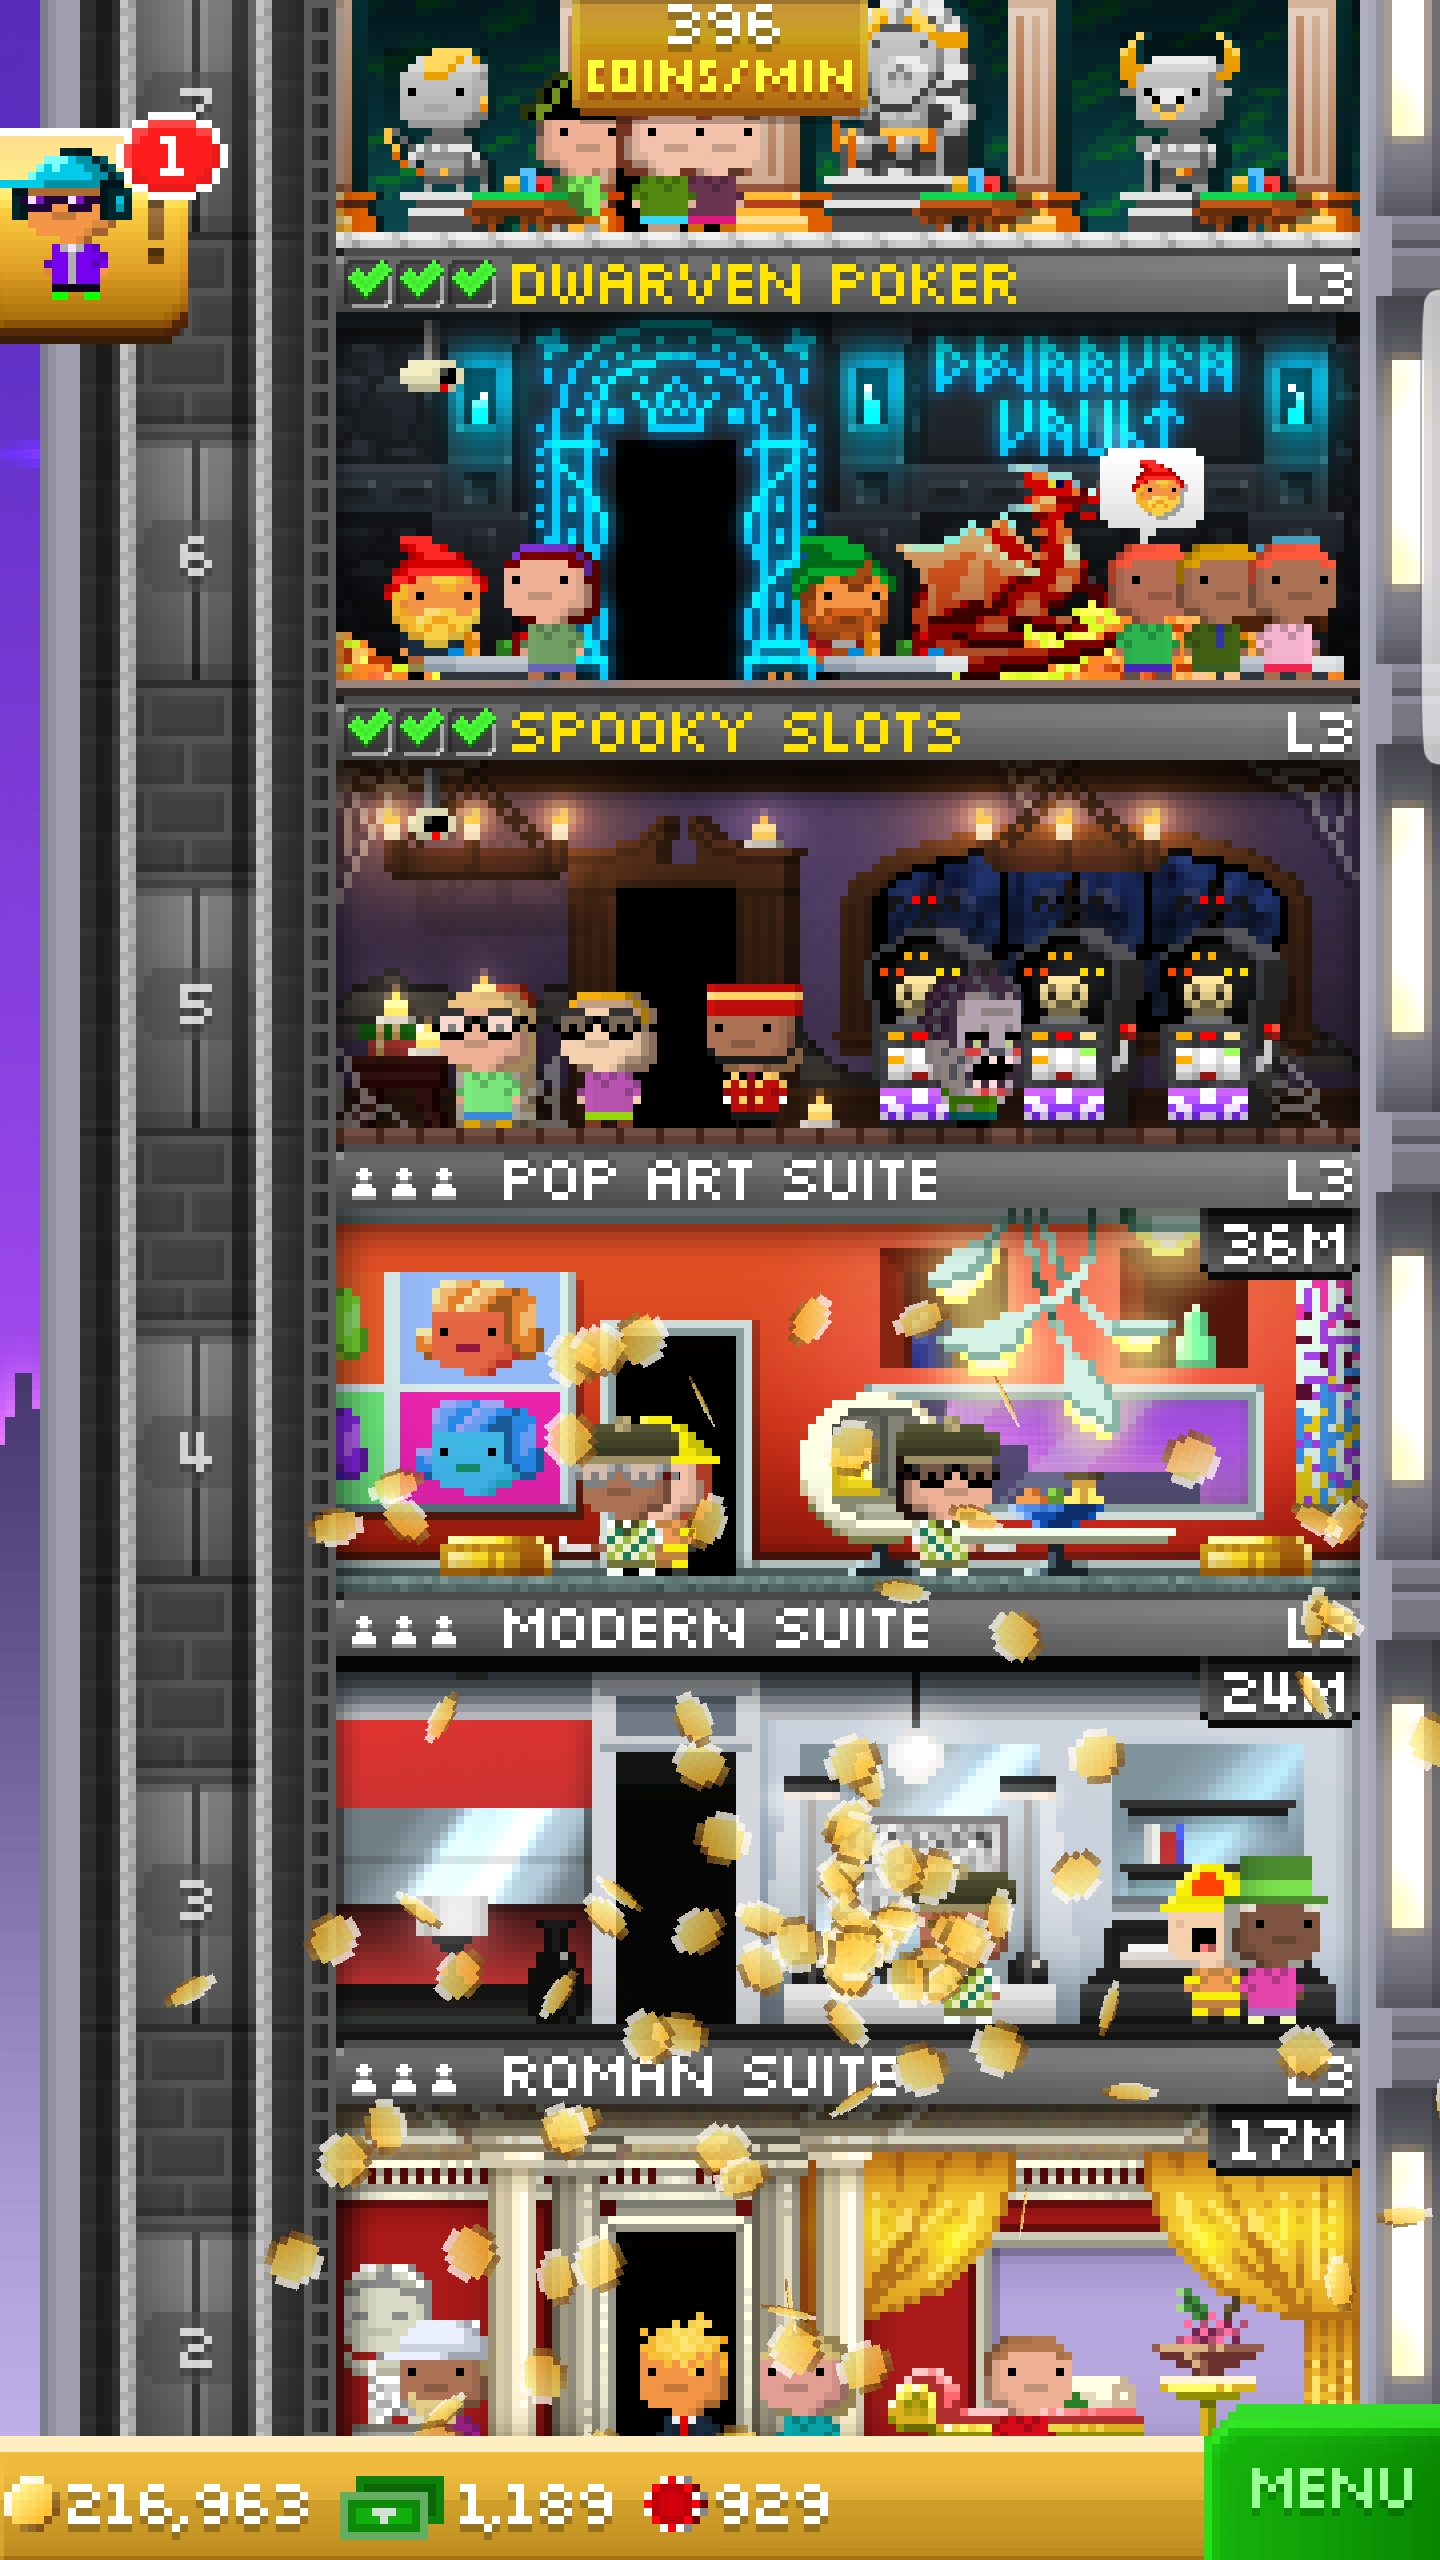 396
COINS/MIN
7
1
!
DWARVEN POKER L3
DWARVEN
VAULT
6
SPOOKY SLOTS L3
5
POP ART SUITE L3
36M
4
MODERN SUITE L3
24M
3
ROMAN SUITE L3
17M
2
216,963 1,189 929
MENU